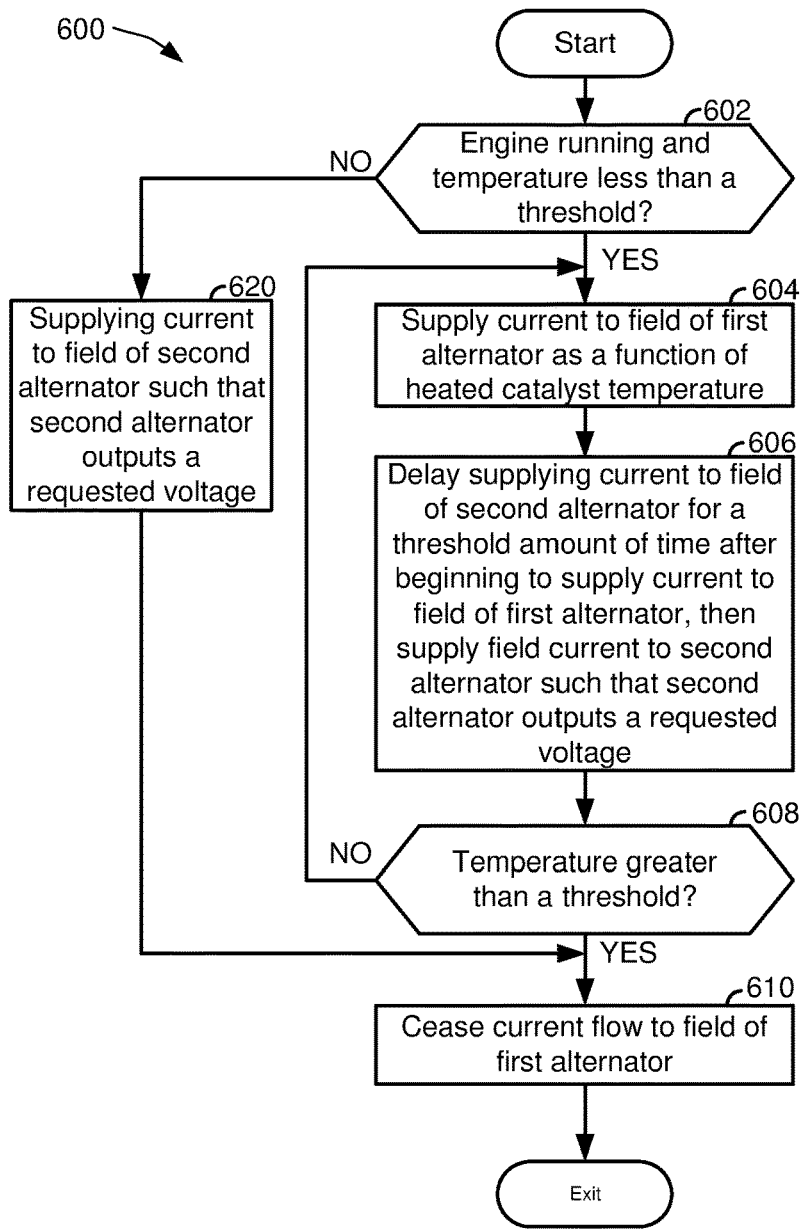 600
Start
602
Engine running and
temperature less than a
threshold?
NO
YES
620
Supplying current
to field of second
alternator such that
second alternator
outputs a
requested voltage
604
Supply current to field of first
alternator as a function of
heated catalyst temperature
606
Delay supplying current to field
of second alternator for a
threshold amount of time after
beginning to supply current to
field of first alternator, then
supply field current to second
alternator such that second
alternator outputs a requested
voltage
608
Temperature greater
than a threshold?
NO
YES
610
Cease current flow to field of
first alternator
Exit